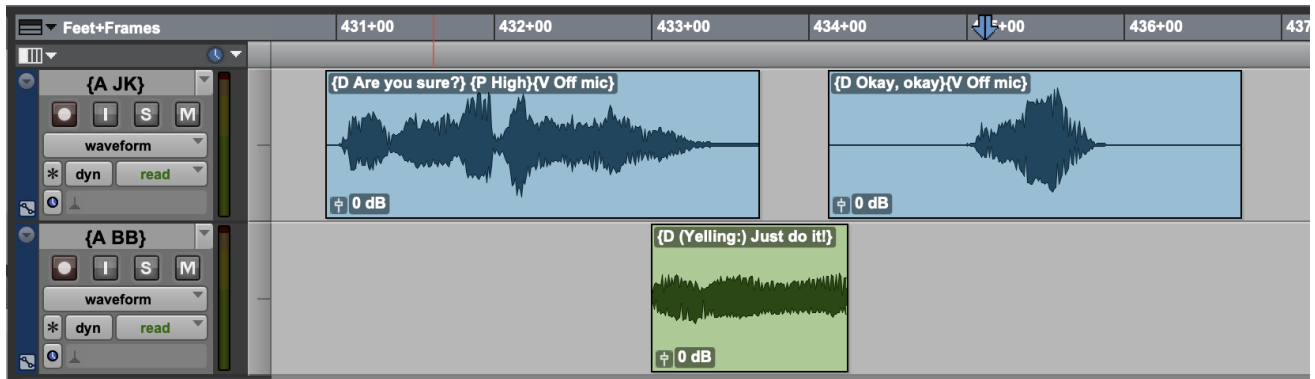 Feet+Frames 431+00 432+00 433+00 434+00 +00 436+00 437
{A JK}
I S M
waveform
* dyn read
{D Are you sure?} {P High}{V Off mic} {D Okay, okay}{V Off mic}
0 dB 0 dB
{A BB}
I S M
waveform
* dyn read
{D (Yelling:) Just do it!}
0 dB